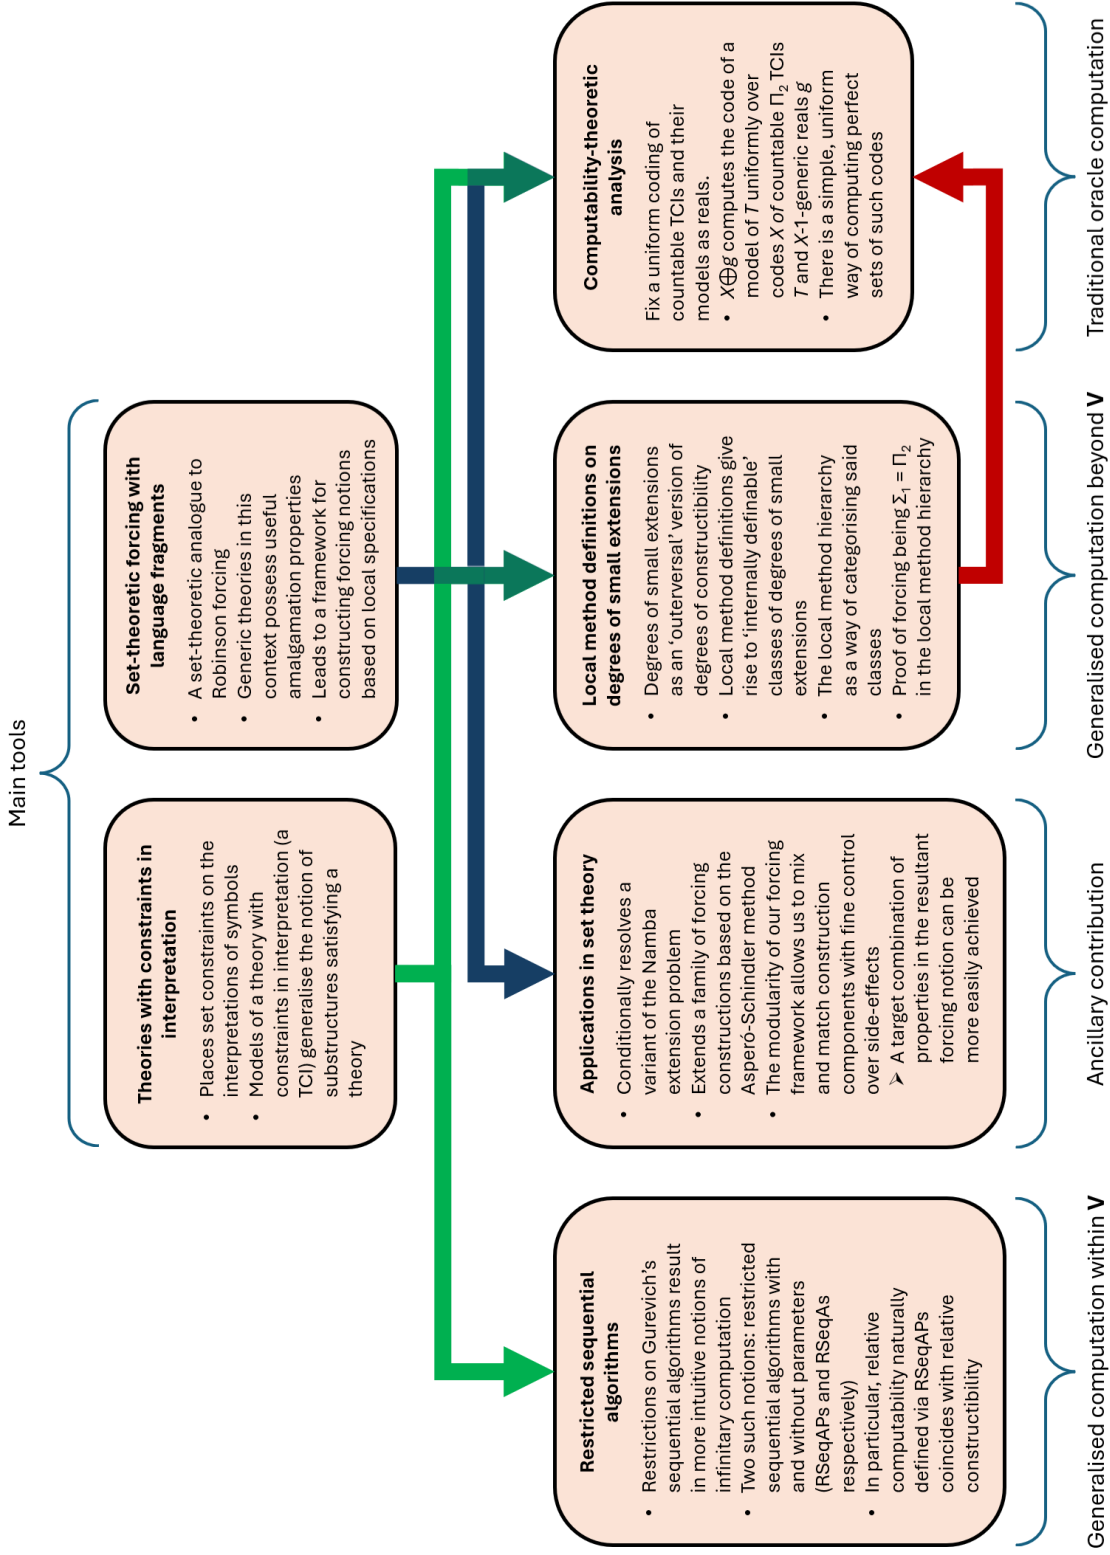 Main tools
Theories with constraints in
interpretation
• Places set constraints on the
interpretations of symbols
• Models of a theory with
constraints in interpretation (a
TCI) generalise the notion of
substructures satisfying a
theory
Set-theoretic forcing with
language fragments
• A set-theoretic analogue to
Robinson forcing
• Generic theories in this
context possess useful
amalgamation properties
• Leads to a framework for
constructing forcing notions
based on local specifications
Restricted sequential
algorithms
• Restrictions on Gurevich’s
sequential algorithms result
in more intuitive notions of
infinitary computation
• Two such notions: restricted
sequential algorithms with
and without parameters
(RSeqAPs and RSeqAs
respectively)
• In particular, relative
computability naturally
defined via RSeqAPs
coincides with relative
constructibility
Applications in set theory
• Conditionally resolves a
variant of the Namba
extension problem
• Extends a family of forcing
constructions based on the
Asperó-Schindler method
• The modularity of our forcing
framework allows us to mix
and match construction
components with fine control
over side-effects
➢ A target combination of
properties in the resultant
forcing notion can be
more easily achieved
Local method definitions on
degrees of small extensions
• Degrees of small extensions
as an ‘outerversal’ version of
degrees of constructibility
• Local method definitions give
rise to ‘internally definable’
classes of degrees of small
extensions
• The local method hierarchy
as a way of categorising said
classes
• Proof of forcing being Σ₁ = Π₂
in the local method hierarchy
Computability-theoretic
analysis
Fix a uniform coding of
countable TCIs and their
models as reals.
• X⨁g computes the code of a
model of T uniformly over
codes X of countable Π₂ TCIs
T and X-1-generic reals g
• There is a simple, uniform
way of computing perfect
sets of such codes
Generalised computation within V
Ancillary contribution
Generalised computation beyond V
Traditional oracle computation